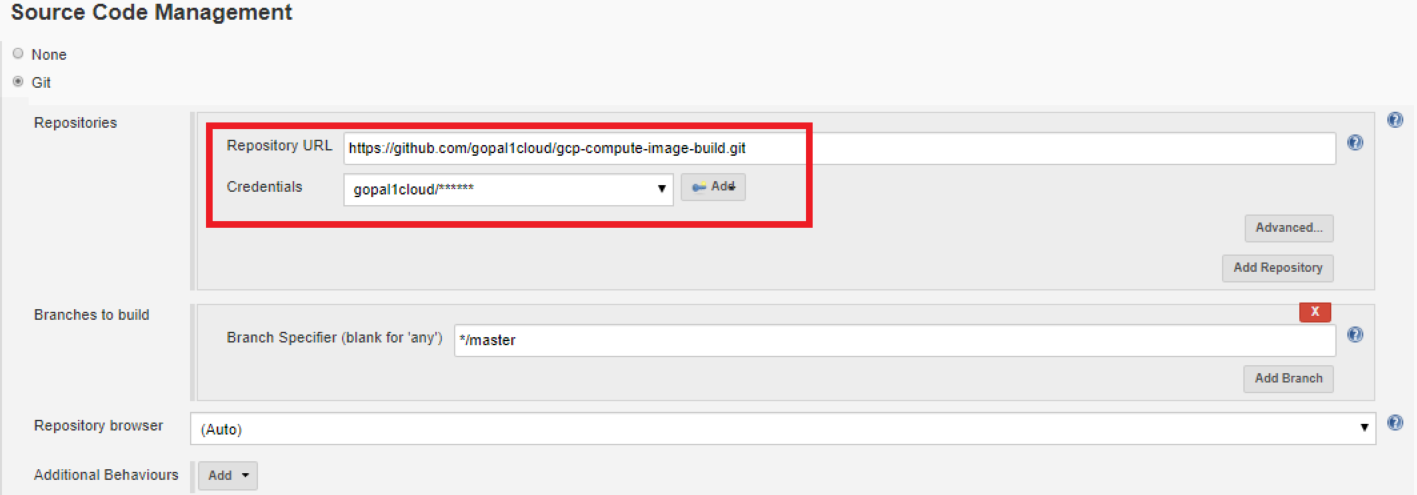 Source Code Management
None
Git
Repositories
Repository URL https://github.com/gopal1cloud/gcp-compute-image-build.git
Credentials gopal1cloud/****** Add
Advanced...
Add Repository
Branches to build
X
Branch Specifier (blank for 'any') */master
Add Branch
Repository browser (Auto)
Additional Behaviours Add